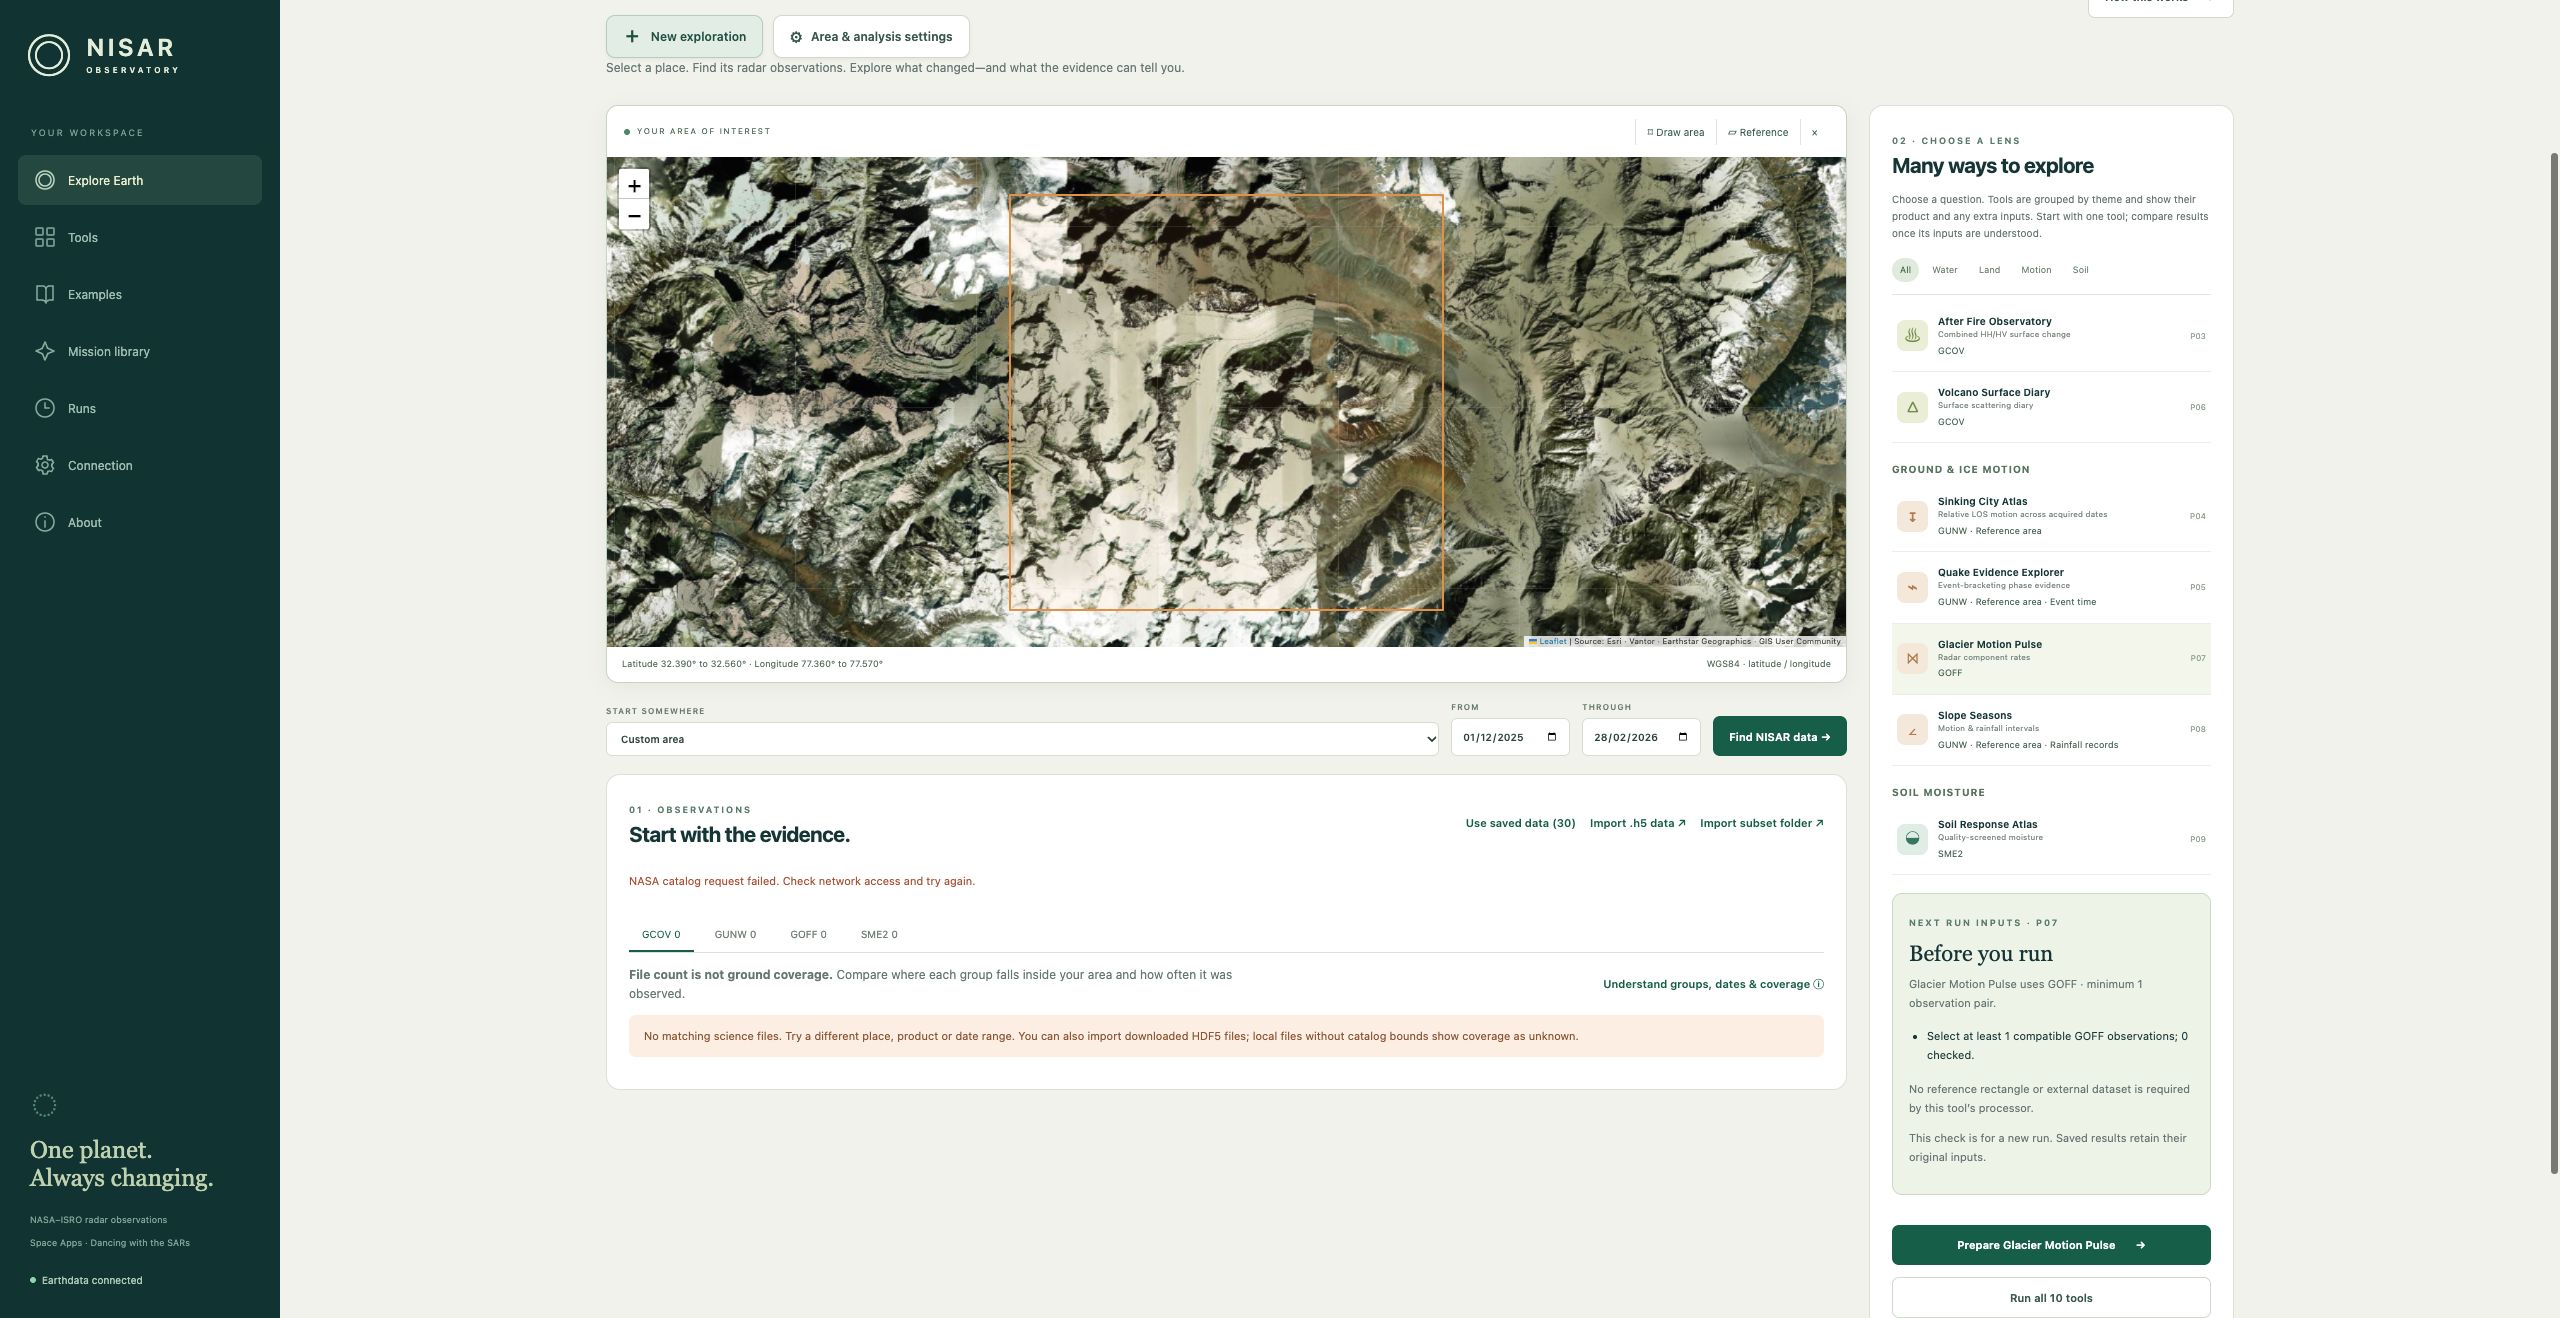 NISAR
OBSERVATORY
YOUR WORKSPACE
Explore Earth
Tools
Examples
Mission library
Runs
Connection
About
One planet.
Always changing.
NASA–ISRO radar observations
Space Apps · Dancing with the SARs
Earthdata connected
New exploration
Area & analysis settings
Select a place. Find its radar observations. Explore what changed—and what the evidence can tell you.
YOUR AREA OF INTEREST
Draw area
Reference
×
+
−
Leaflet | Source: Esri · Vantor · Earthstar Geographics · GIS User Community
Latitude 32.390° to 32.560° · Longitude 77.360° to 77.570°
WGS84 · latitude / longitude
START SOMEWHERE
Custom area
FROM
01/12/2025
THROUGH
28/02/2026
Find NISAR data →
01 · OBSERVATIONS
Start with the evidence.
Use saved data (30)
Import .h5 data ↗
Import subset folder ↗
NASA catalog request failed. Check network access and try again.
GCOV 0
GUNW 0
GOFF 0
SME2 0
File count is not ground coverage. Compare where each group falls inside your area and how often it was
observed.
Understand groups, dates & coverage ⓘ
No matching science files. Try a different place, product or date range. You can also import downloaded HDF5 files; local files without catalog bounds show coverage as unknown.
02 · CHOOSE A LENS
Many ways to explore
Choose a question. Tools are grouped by theme and show their
product and any extra inputs. Start with one tool; compare results
once its inputs are understood.
All
Water
Land
Motion
Soil
After Fire Observatory
Combined HH/HV surface change
GCOV
P03
Volcano Surface Diary
Surface scattering diary
GCOV
P06
GROUND & ICE MOTION
Sinking City Atlas
Relative LOS motion across acquired dates
GUNW · Reference area
P04
Quake Evidence Explorer
Event-bracketing phase evidence
GUNW · Reference area · Event time
P05
Glacier Motion Pulse
Radar component rates
GOFF
P07
Slope Seasons
Motion & rainfall intervals
GUNW · Reference area · Rainfall records
P08
SOIL MOISTURE
Soil Response Atlas
Quality-screened moisture
SME2
P09
NEXT RUN INPUTS · P07
Before you run
Glacier Motion Pulse uses GOFF · minimum 1
observation pair.
• Select at least 1 compatible GOFF observations; 0
checked.
No reference rectangle or external dataset is required
by this tool's processor.
This check is for a new run. Saved results retain their
original inputs.
Prepare Glacier Motion Pulse →
Run all 10 tools